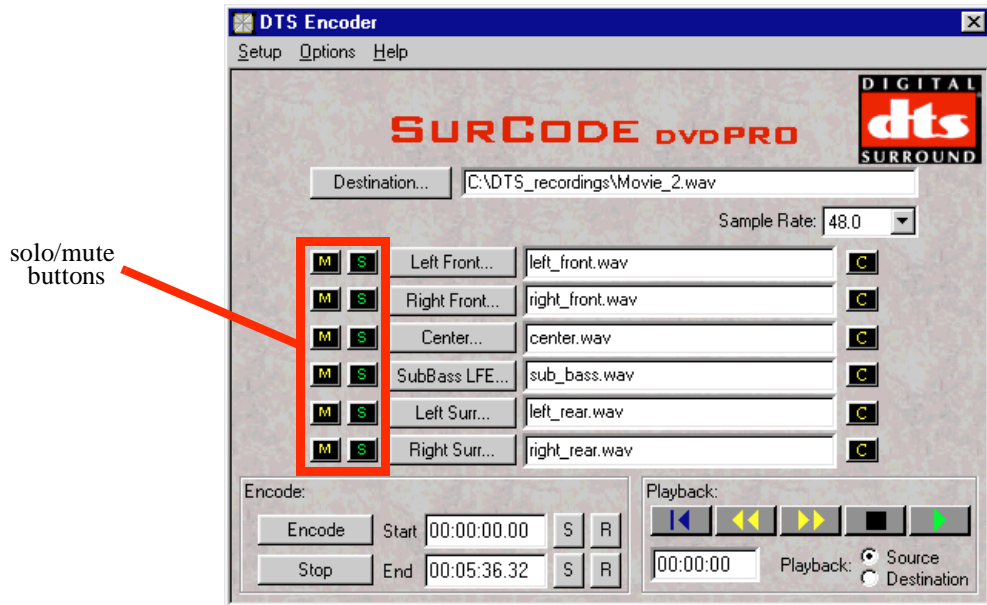 DTS Encoder
Setup Options Help
DIGITAL
dts
SURROUND
SURCODE DVDPRO
Destination... C:\DTS_recordings\Movie_2.wav
Sample Rate: 48.0
solo/mute
buttons
M S Left Front... left_front.wav C
M S Right Front... right_front.wav C
M S Center... center.wav C
M S SubBass LFE... sub_bass.wav C
M S Left Surr... left_rear.wav C
M S Right Surr... right_rear.wav C
Encode:
Encode Start 00:00:00.00 S R
Stop End 00:05:36.32 S R
Playback:
00:00:00 Playback: Source
Destination